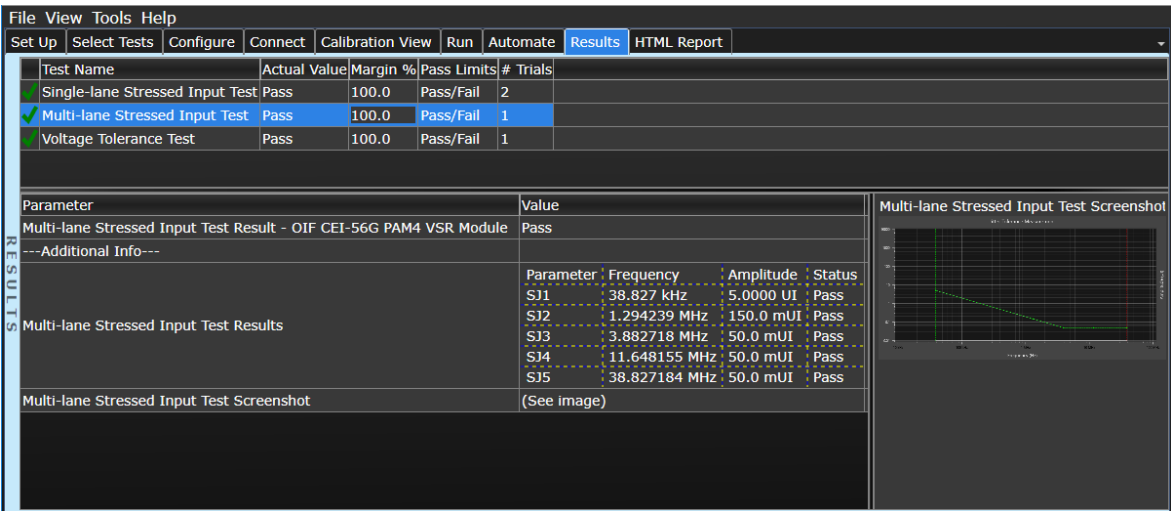 File View Tools Help
Set Up Select Tests Configure Connect Calibration View Run Automate Results HTML Report
Test Name Actual Value Margin % Pass Limits # Trials
Single-lane Stressed Input Test Pass 100.0 Pass/Fail 2
Multi-lane Stressed Input Test Pass 100.0 Pass/Fail 1
Voltage Tolerance Test Pass 100.0 Pass/Fail 1
RESULTS
Parameter Value
Multi-lane Stressed Input Test Result - OIF CEI-56G PAM4 VSR Module Pass
---Additional Info---
Multi-lane Stressed Input Test Results
Parameter Frequency Amplitude Status
SJ1 38.827 kHz 5.0000 UI Pass
SJ2 1.294239 MHz 150.0 mUI Pass
SJ3 3.882718 MHz 50.0 mUI Pass
SJ4 11.648155 MHz 50.0 mUI Pass
SJ5 38.827184 MHz 50.0 mUI Pass
Multi-lane Stressed Input Test Screenshot (See image)
Multi-lane Stressed Input Test Screenshot